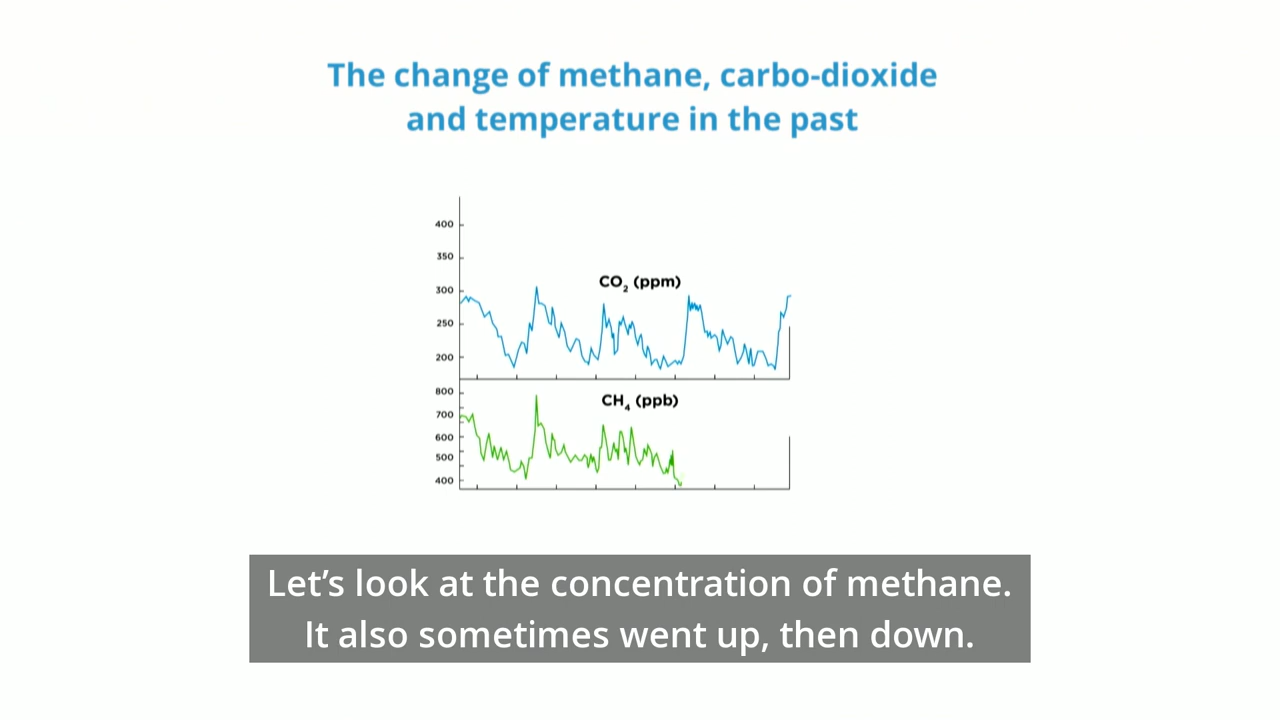 The change of methane, carbo-dioxide
and temperature in the past
400
350
CO₂ (ppm)
300
250
200
800
CH₄ (ppb)
700
600
500
400
Let’s look at the concentration of methane.
It also sometimes went up, then down.